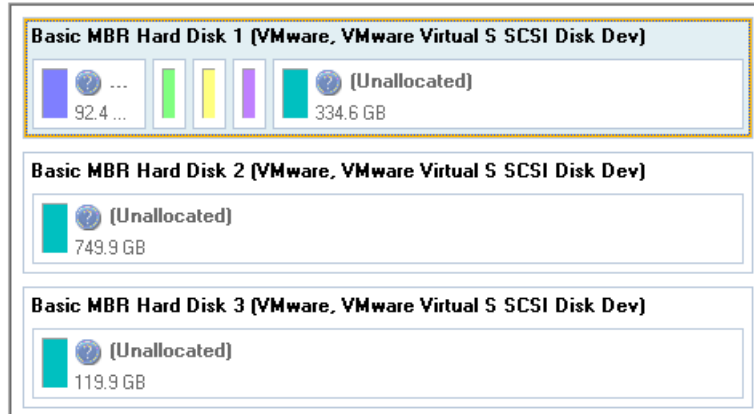 Basic MBR Hard Disk 1 (VMware, VMware Virtual S SCSI Disk Dev)
? ...
92.4 ...
? (Unallocated)
334.6 GB
Basic MBR Hard Disk 2 (VMware, VMware Virtual S SCSI Disk Dev)
? (Unallocated)
749.9 GB
Basic MBR Hard Disk 3 (VMware, VMware Virtual S SCSI Disk Dev)
? (Unallocated)
119.9 GB